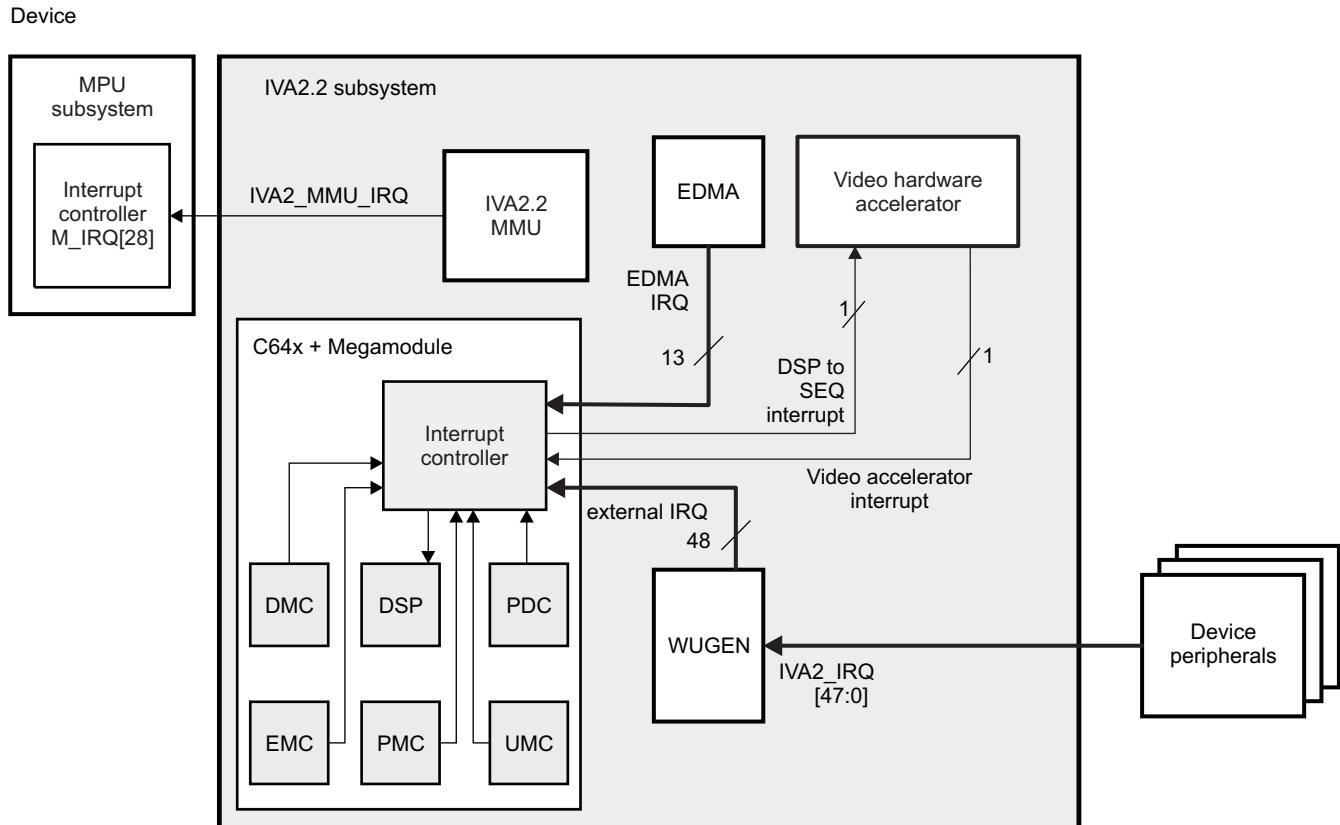 Device
MPU
subsystem
Interrupt
controller
M_IRQ[28]
IVA2.2 subsystem
IVA2_MMU_IRQ
IVA2.2
MMU
EDMA
Video hardware
accelerator
EDMA
IRQ
13
1
1
DSP to
SEQ
interrupt
C64x + Megamodule
Interrupt
controller
Video accelerator
interrupt
external IRQ
48
DMC
DSP
PDC
EMC
PMC
UMC
WUGEN
IVA2_IRQ
[47:0]
Device
peripherals